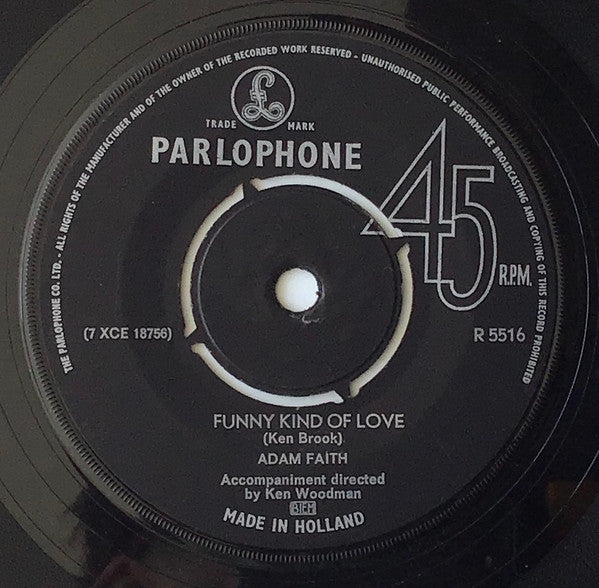 THE PARLOPHONE CO. LTD. - ALL RIGHTS OF THE MANUFACTURER AND OF THE OWNER OF THE RECORDED WORK RESERVED - UNAUTHORISED PUBLIC PERFORMANCE BROADCASTING AND COPYING OF THIS RECORD PROHIBITED
£
TRADE MARK
PARLOPHONE
45
R.P.M.
(7 XCE 18756)
R 5516
FUNNY KIND OF LOVE
(Ken Brook)
ADAM FAITH
Accompaniment directed
by Ken Woodman
BIEM
MADE IN HOLLAND